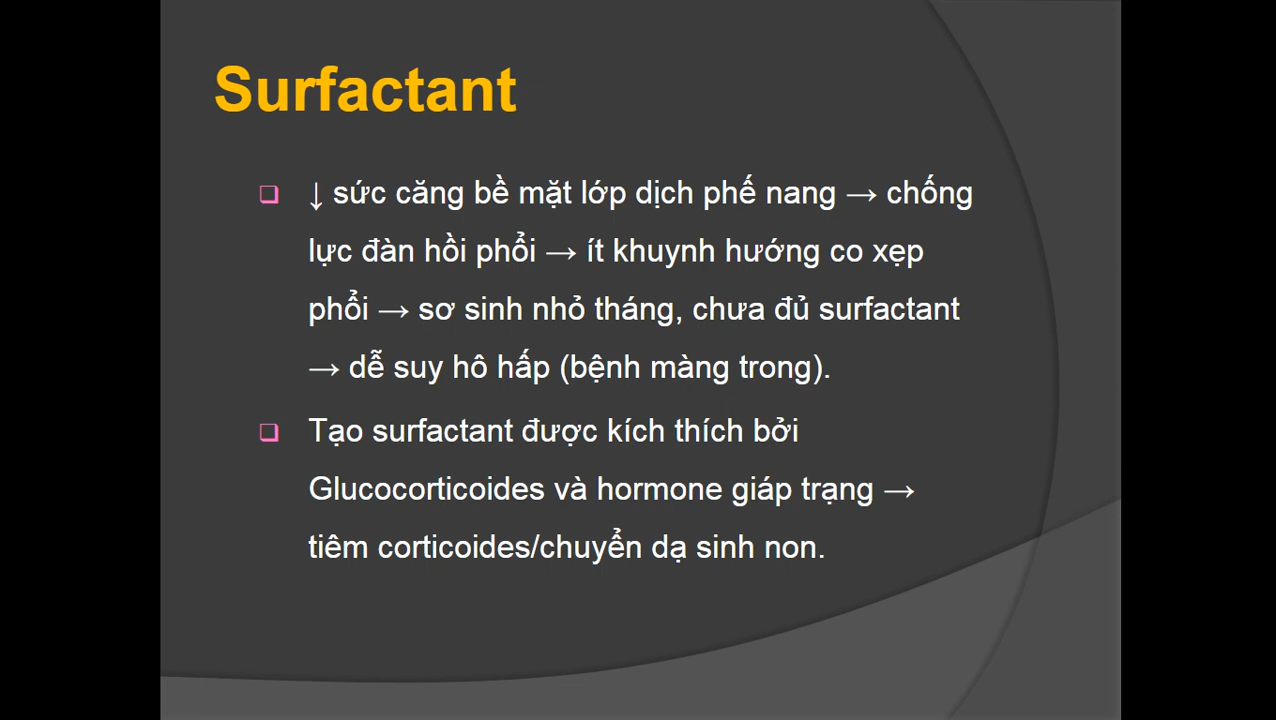 Surfactant
❑ ↓ sức căng bề mặt lớp dịch phế nang → chống
lực đàn hồi phổi → ít khuynh hướng co xẹp
phổi → sơ sinh nhỏ tháng, chưa đủ surfactant
→ dễ suy hô hấp (bệnh màng trong).
❑ Tạo surfactant được kích thích bởi
Glucocorticoides và hormone giáp trạng →
tiêm corticoides/chuyển dạ sinh non.